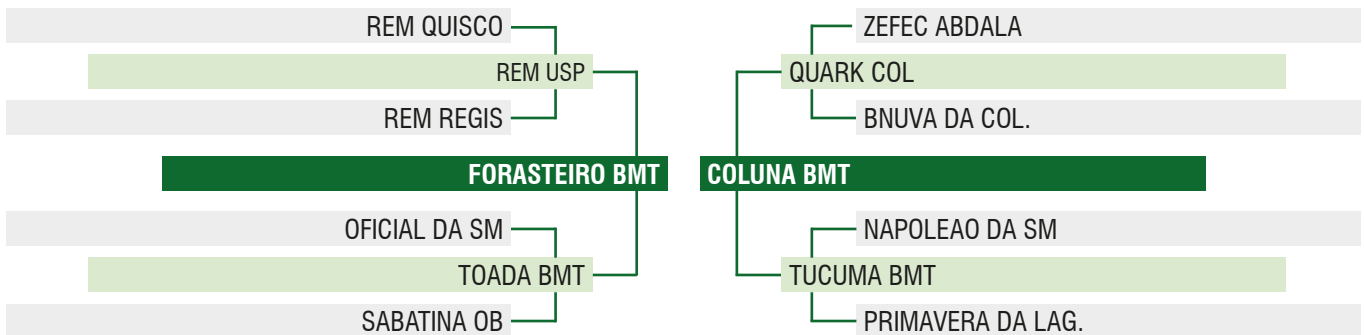 REM QUISCO
ZEFEC ABDALA
REM USP
QUARK COL
REM REGIS
BNUVA DA COL.
FORASTEIRO BMT
COLUNA BMT
OFICIAL DA SM
NAPOLEAO DA SM
TOADA BMT
TUCUMA BMT
SABATINA OB
PRIMAVERA DA LAG.